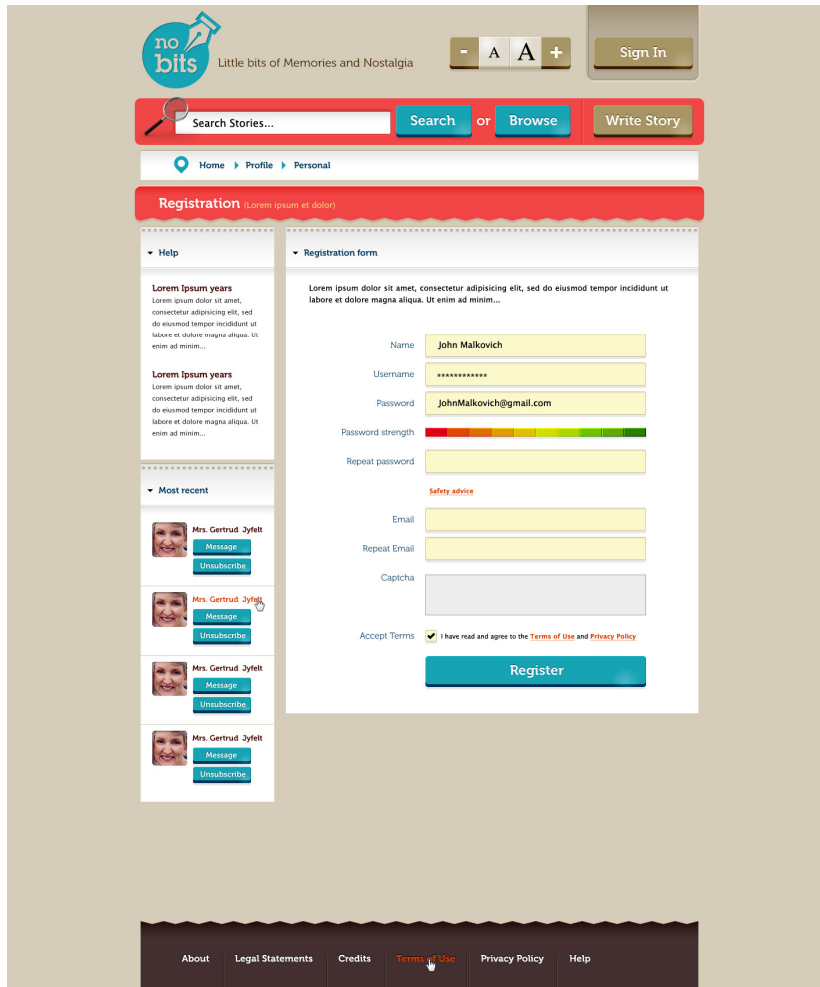 no
bits
Little bits of Memories and Nostalgia
- A A +
Sign In
Search Stories...
Search or Browse
Write Story
Home Profile Personal
Registration (Lorem ipsum et dolor)
Help
Lorem Ipsum years
Lorem ipsum dolor sit amet,
consectetur adipisicing elit, sed
do eiusmod tempor incididunt ut
labore et dolore magna aliqua. Ut
enim ad minim...
Lorem Ipsum years
Lorem ipsum dolor sit amet,
consectetur adipisicing elit, sed
do eiusmod tempor incididunt ut
labore et dolore magna aliqua. Ut
enim ad minim...
Most recent
Mrs. Gertrud Jyfelt
Message
Unsubscribe
Mrs. Gertrud Jyfelt
Message
Unsubscribe
Mrs. Gertrud Jyfelt
Message
Unsubscribe
Mrs. Gertrud Jyfelt
Message
Unsubscribe
Registration form
Lorem ipsum dolor sit amet, consectetur adipisicing elit, sed do eiusmod tempor incididunt ut
labore et dolore magna aliqua. Ut enim ad minim...
Name John Malkovich
Username ************
Password JohnMalkovich@gmail.com
Password strength
Repeat password
Safety advice
Email
Repeat Email
Captcha
Accept Terms I have read and agree to the Terms of Use and Privacy Policy
Register
About Legal Statements Credits Terms of Use Privacy Policy Help